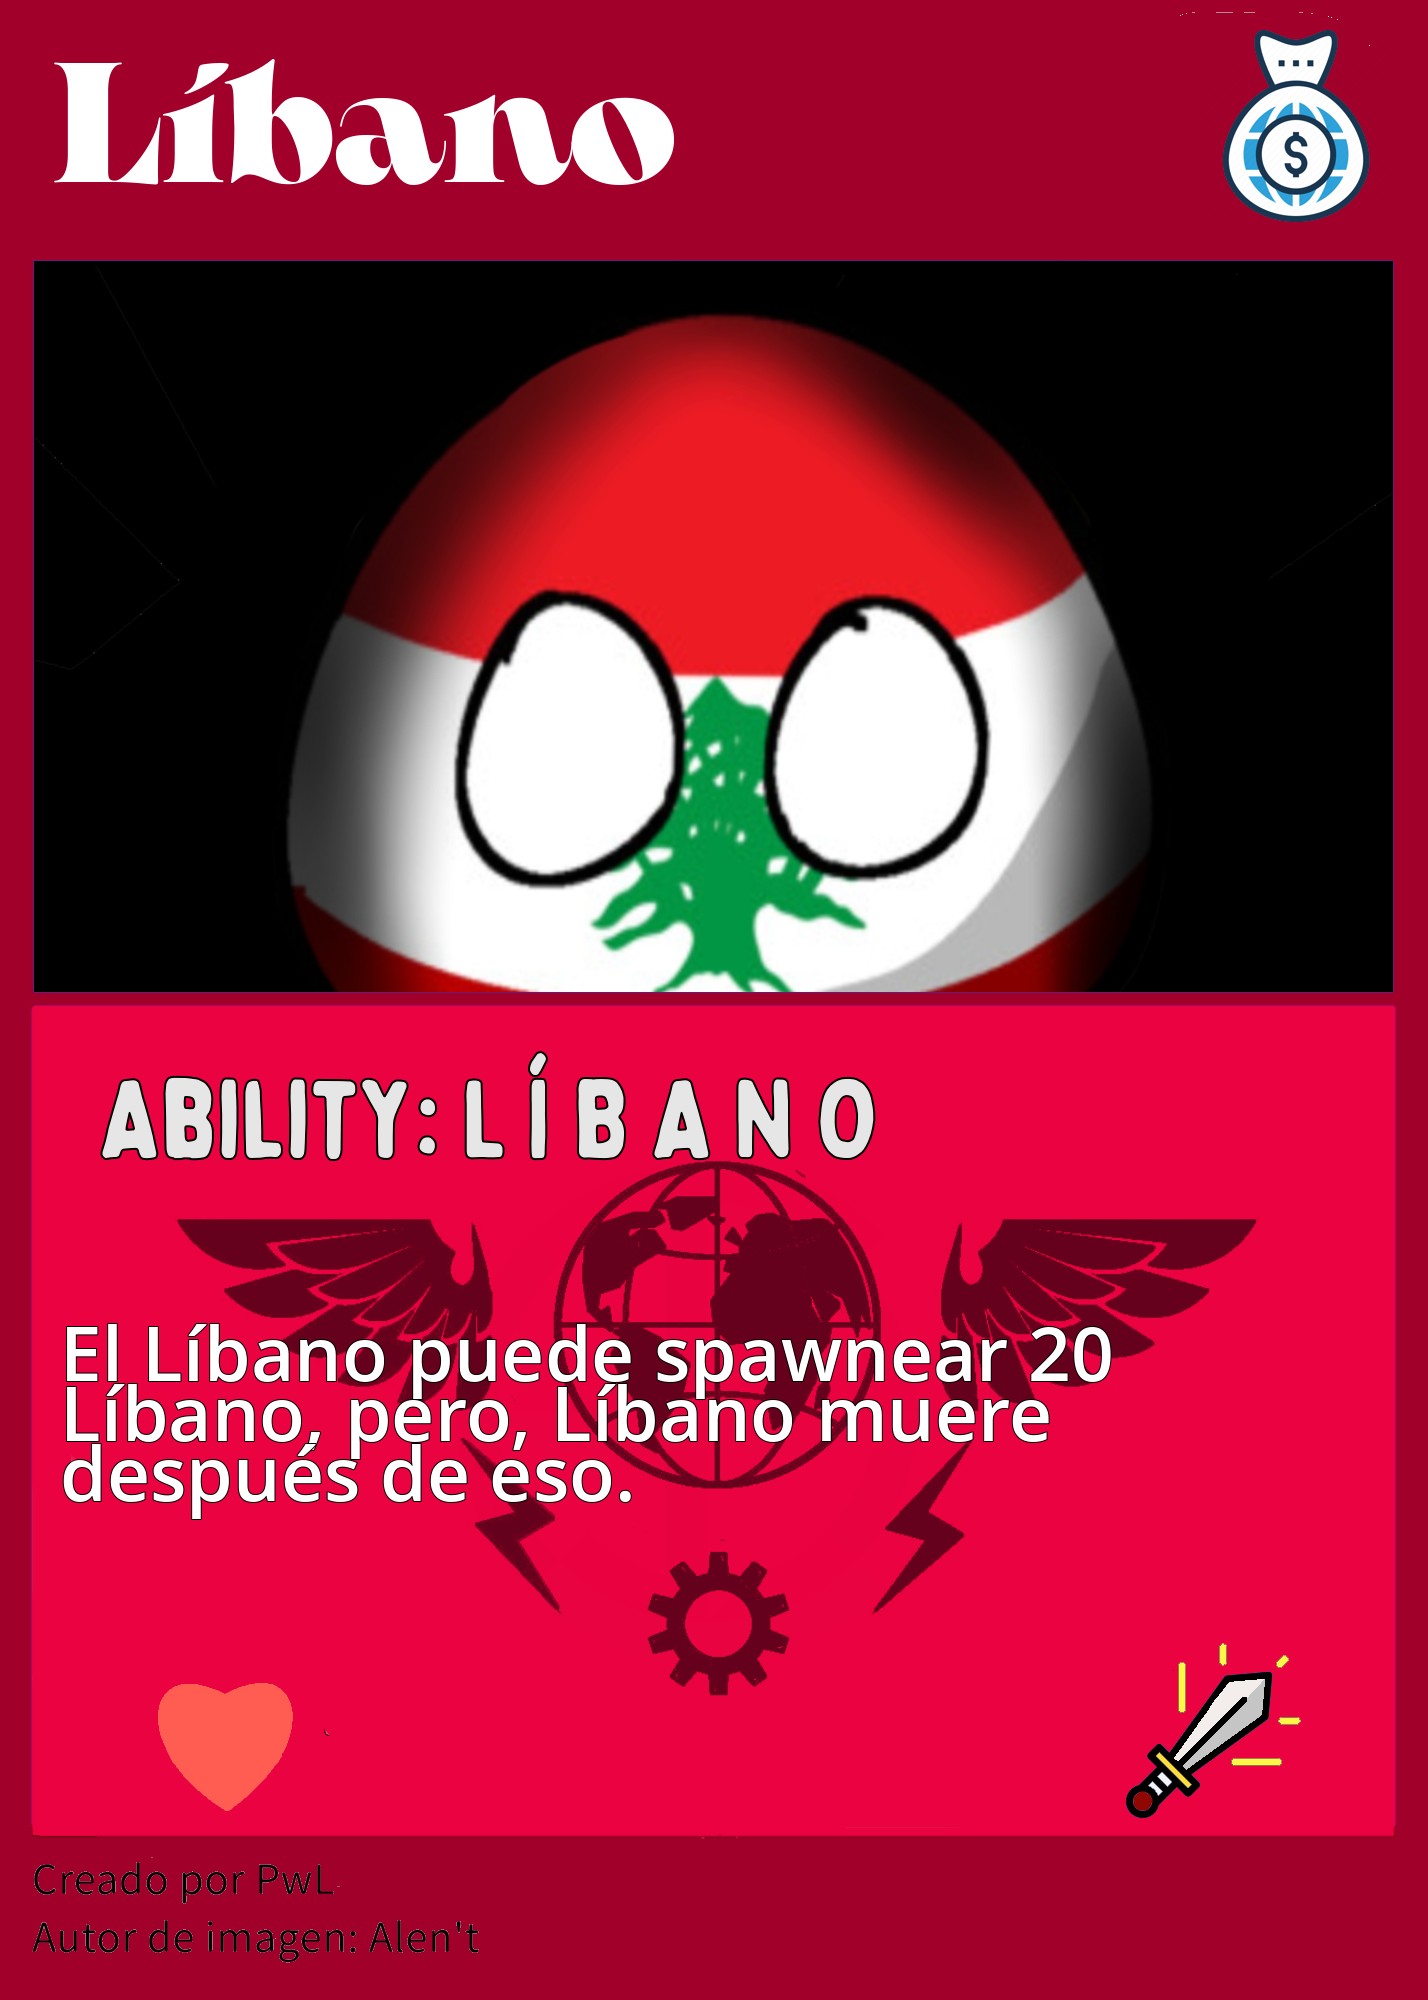 Líbano
$
ABILITY: LÍBANO
El Líbano puede spawnear 20
Líbano, pero, Líbano muere
después de eso.
Creado por PwL
Autor de imagen: Alen't